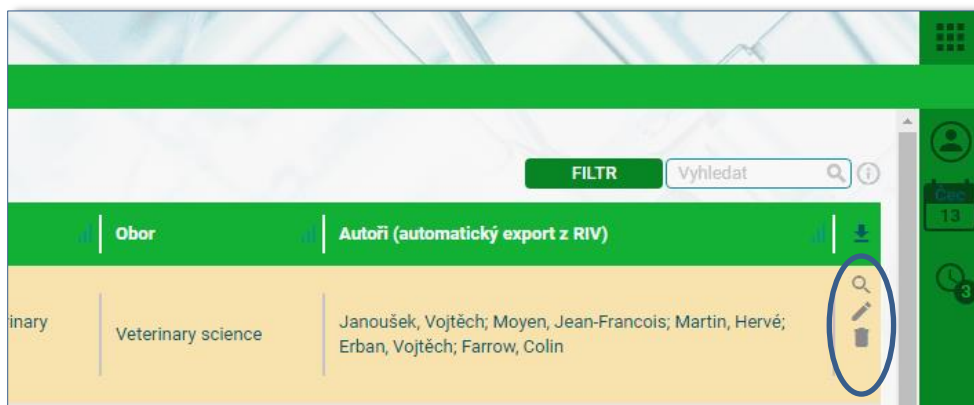 FILTR
Vyhledat
Čec
13
Obor
Autoři (automatický export z RIV)
3
inary
Veterinary science
Janoušek, Vojtěch; Moyen, Jean-Francois; Martin, Hervé;
Erban, Vojtěch; Farrow, Colin